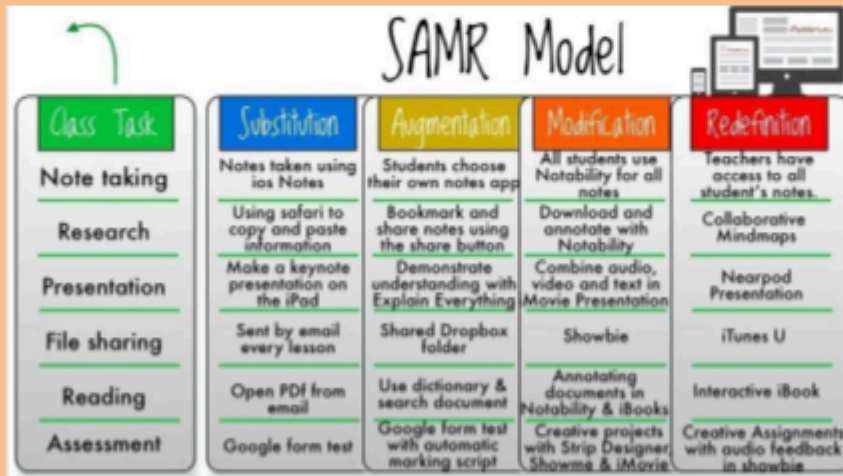 SAMR Model
Class Task
Substitution
Augmentation
Modification
Redefinition
Note taking
Notes taken using
ios Notes
Students choose
their own notes app
All students use
Notability for all
notes
Teachers have
access to all
student's notes.
Research
Using safari to
copy and paste
information
Bookmark and
share notes using
the share button
Download and
annotate with
Notability
Collaborative
Mindmaps
Presentation
Make a keynote
presentation on
the iPad
Demonstrate
understanding with
Explain Everything
Combine audio,
video and text in
iMovie Presentation
Nearpod
Presentation
File sharing
Sent by email
every lesson
Shared Dropbox
folder
Showbie
iTunes U
Reading
Open PDf from
email
Use dictionary &
search document
Annotating
documents in
Notability & iBooks
Interactive iBook
Assessment
Google form test
Google form test
with automatic
marking script
Creative projects
with Strip Designer,
Showme & iMovie
Creative Assignments
with audio feedback
in showbie